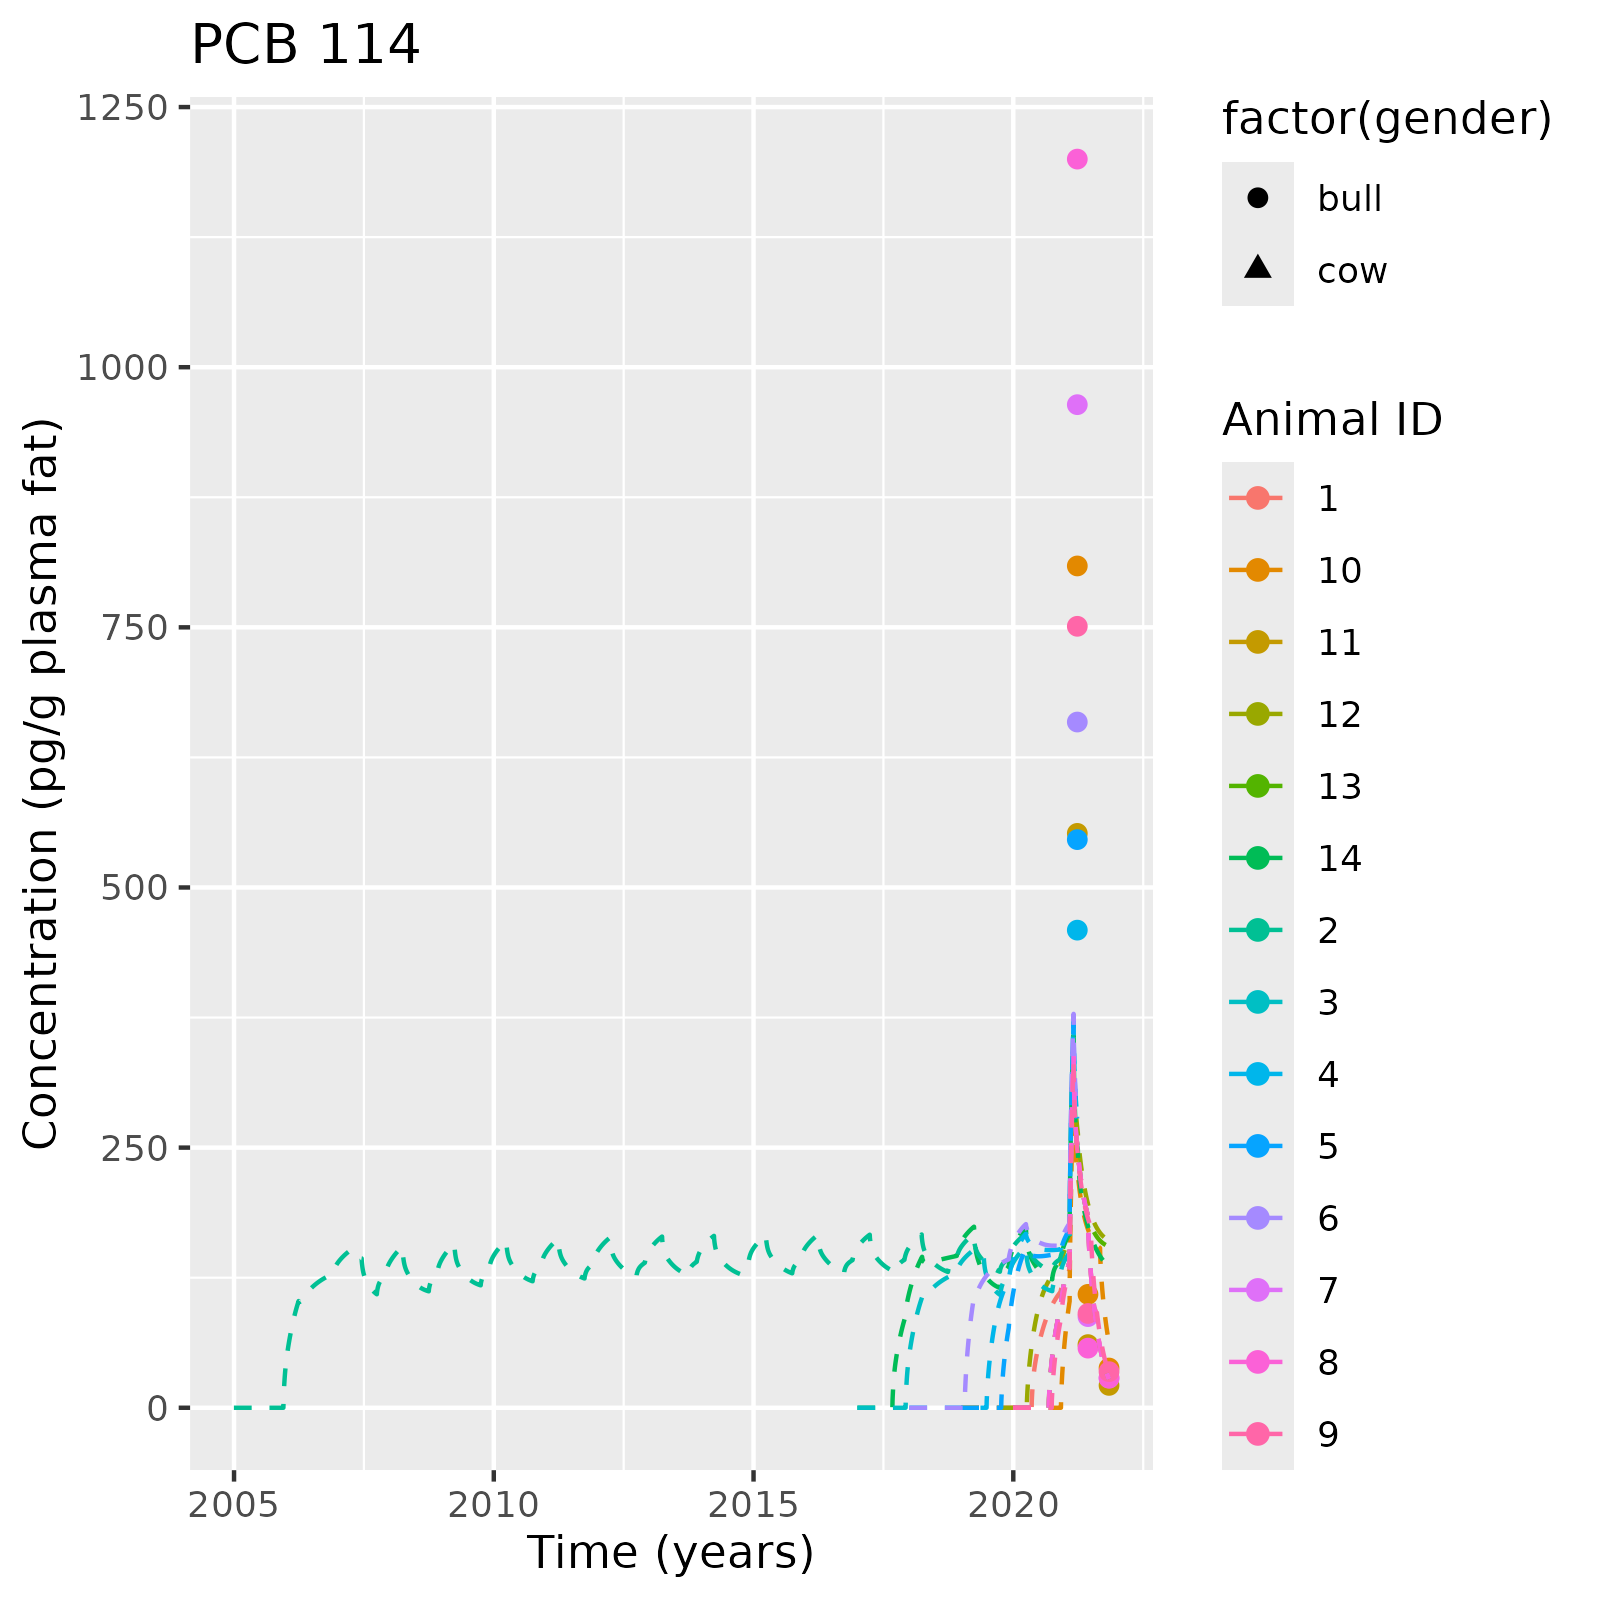 PCB 114
Concentration (pg/g plasma fat)
1250
1000
750
500
250
0
2005 2010 2015 2020
Time (years)
factor(gender)
bull
cow
Animal ID
1
10
11
12
13
14
2
3
4
5
6
7
8
9